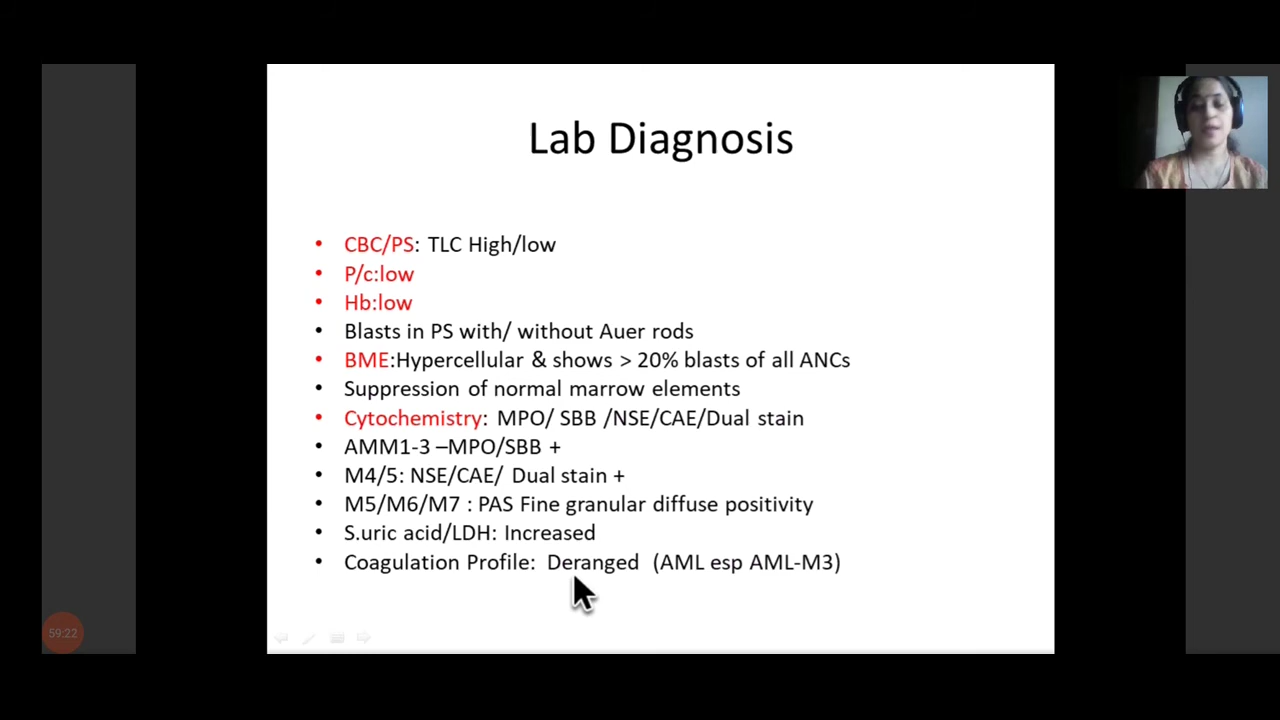 Lab Diagnosis
• CBC/PS: TLC High/low
• P/c:low
• Hb:low
• Blasts in PS with/ without Auer rods
• BME:Hypercellular & shows > 20% blasts of all ANCs
• Suppression of normal marrow elements
• Cytochemistry: MPO/ SBB /NSE/CAE/Dual stain
• AMM1-3 –MPO/SBB +
• M4/5: NSE/CAE/ Dual stain +
• M5/M6/M7 : PAS Fine granular diffuse positivity
• S.uric acid/LDH: Increased
• Coagulation Profile: Deranged (AML esp AML-M3)
59:22